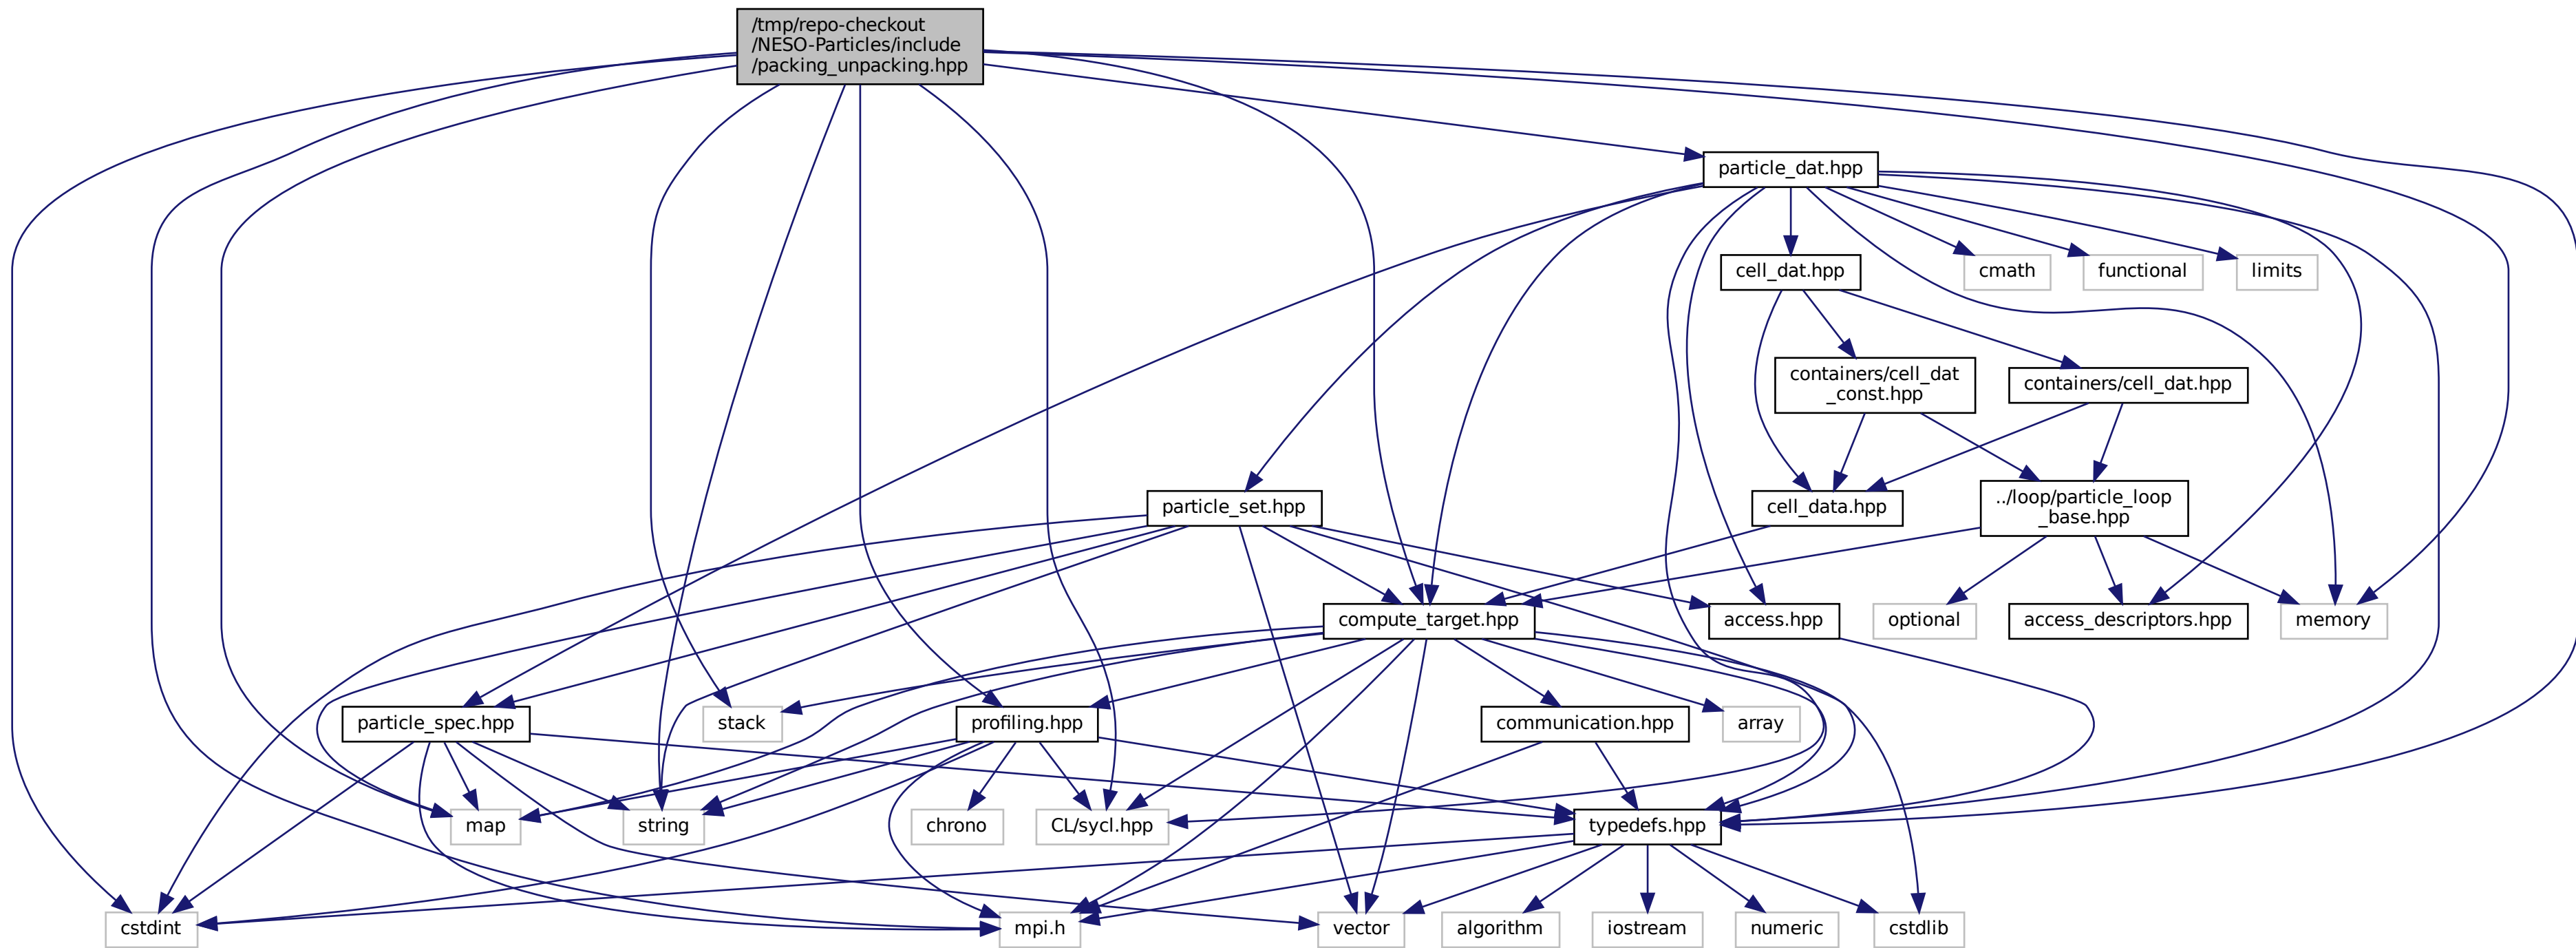 /tmp/repo-checkout
/NESO-Particles/include
/packing_unpacking.hpp
particle_dat.hpp
cell_dat.hpp
cmath
functional
limits
containers/cell_dat
_const.hpp
containers/cell_dat.hpp
particle_set.hpp
cell_data.hpp
../loop/particle_loop
_base.hpp
compute_target.hpp
access.hpp
optional
access_descriptors.hpp
memory
particle_spec.hpp
stack
profiling.hpp
communication.hpp
array
map
string
chrono
CL/sycl.hpp
typedefs.hpp
cstdint
mpi.h
vector
algorithm
iostream
numeric
cstdlib